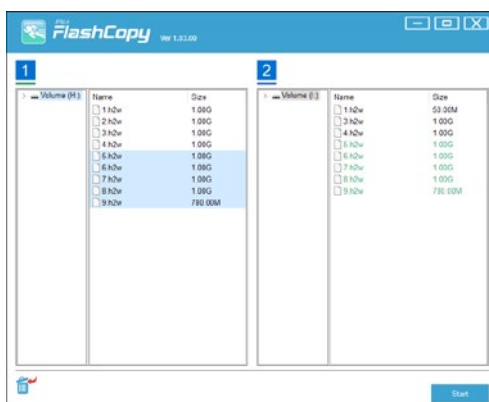 FlashCopy Ver 1.33.00
1
Volume (H:)
Name Size
1.h2w 1.00G
2.h2w 1.00G
3.h2w 1.00G
4.h2w 1.00G
5.h2w 1.00G
6.h2w 1.00G
7.h2w 1.00G
8.h2w 1.00G
9.h2w 780.00M
2
Volume (I:)
Name Size
1.h2w 53.00M
3.h2w 1.00G
4.h2w 1.00G
5.h2w 1.00G
6.h2w 1.00G
7.h2w 1.00G
8.h2w 1.00G
9.h2w 780.00M
Start